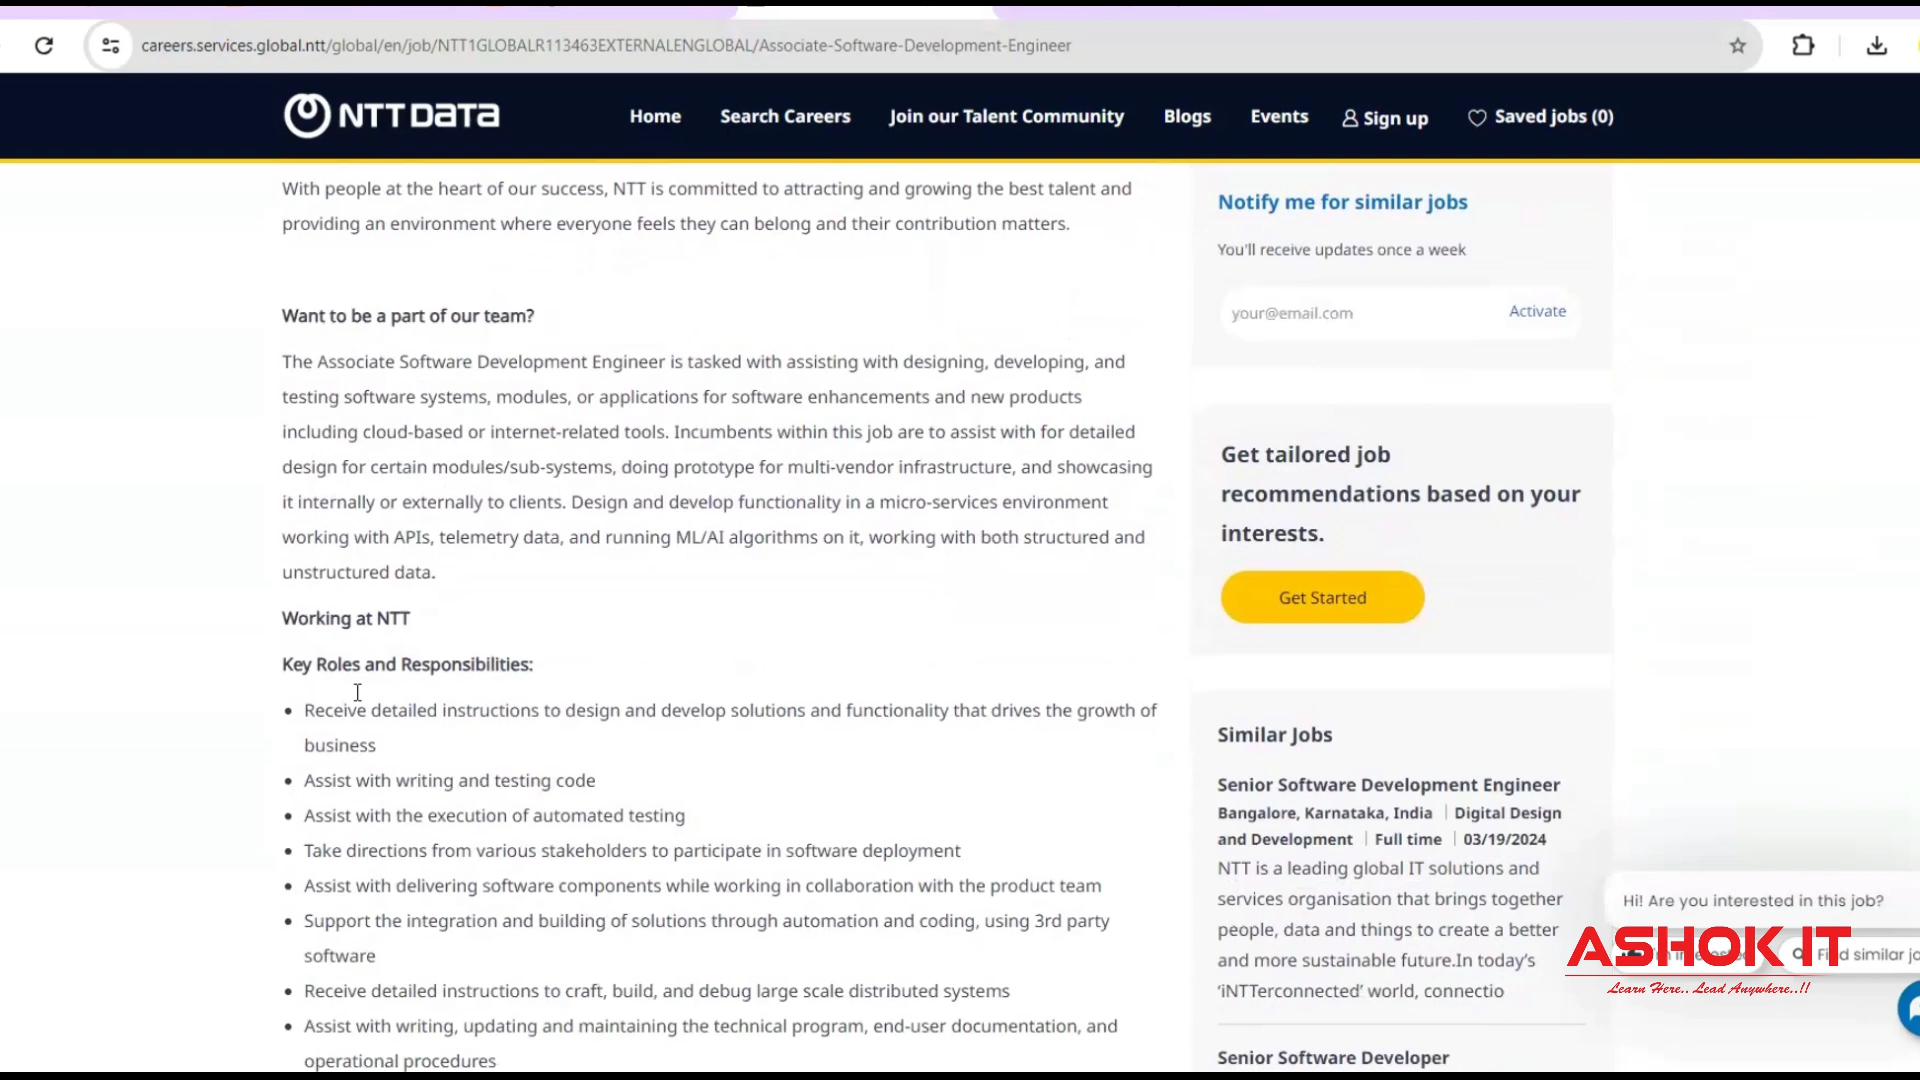 careers.services.global.ntt/global/en/job/NTT1GLOBALR113463EXTERNALENGLOBAL/Associate-Software-Development-Engineer
NTT DATA
Home
Search Careers
Join our Talent Community
Blogs
Events
Sign up
Saved jobs (0)
With people at the heart of our success, NTT is committed to attracting and growing the best talent and
providing an environment where everyone feels they can belong and their contribution matters.
Want to be a part of our team?
The Associate Software Development Engineer is tasked with assisting with designing, developing, and
testing software systems, modules, or applications for software enhancements and new products
including cloud-based or internet-related tools. Incumbents within this job are to assist with for detailed
design for certain modules/sub-systems, doing prototype for multi-vendor infrastructure, and showcasing
it internally or externally to clients. Design and develop functionality in a micro-services environment
working with APIs, telemetry data, and running ML/AI algorithms on it, working with both structured and
unstructured data.
Working at NTT
Key Roles and Responsibilities:
• Receive detailed instructions to design and develop solutions and functionality that drives the growth of
business
• Assist with writing and testing code
• Assist with the execution of automated testing
• Take directions from various stakeholders to participate in software deployment
• Assist with delivering software components while working in collaboration with the product team
• Support the integration and building of solutions through automation and coding, using 3rd party
software
• Receive detailed instructions to craft, build, and debug large scale distributed systems
• Assist with writing, updating and maintaining the technical program, end-user documentation, and
operational procedures
Notify me for similar jobs
You'll receive updates once a week
your@email.com
Activate
Get tailored job
recommendations based on your
interests.
Get Started
Similar Jobs
Senior Software Development Engineer
Bangalore, Karnataka, India | Digital Design
and Development | Full time | 03/19/2024
NTT is a leading global IT solutions and
services organisation that brings together
people, data and things to create a better
and more sustainable future.In today’s
‘iNTTerconnected’ world, connectio
Senior Software Developer
Hi! Are you interested in this job?
similar
ASHOK IT
Learn Here.. Lead Anywhere..!!